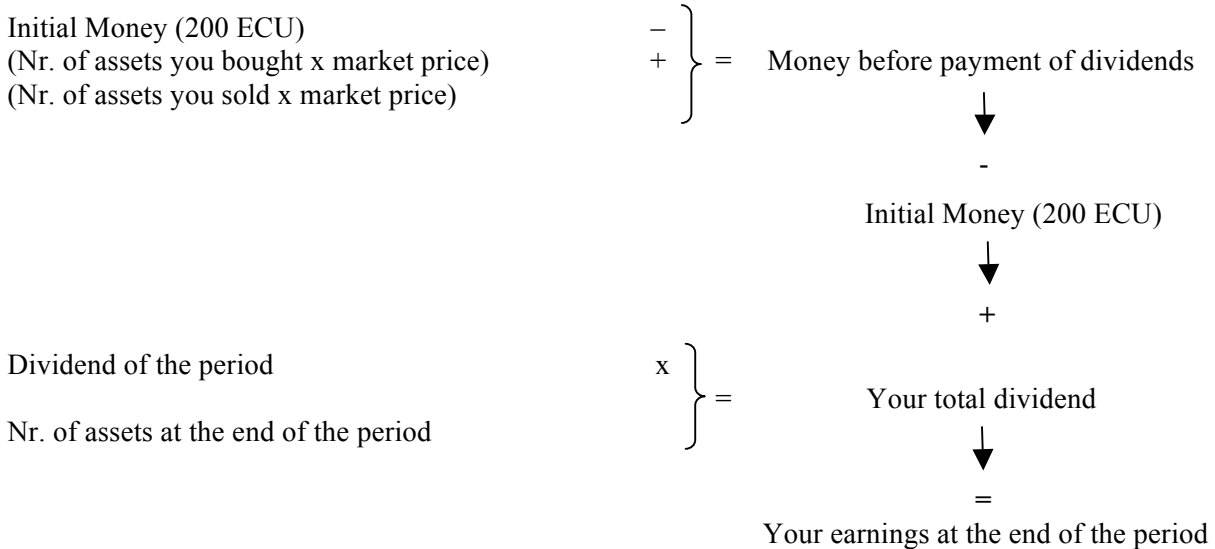 Initial Money (200 ECU) –
(Nr. of assets you bought x market price) + = Money before payment of dividends
(Nr. of assets you sold x market price)
-
Initial Money (200 ECU)
+
Dividend of the period x
= Your total dividend
Nr. of assets at the end of the period
=
Your earnings at the end of the period